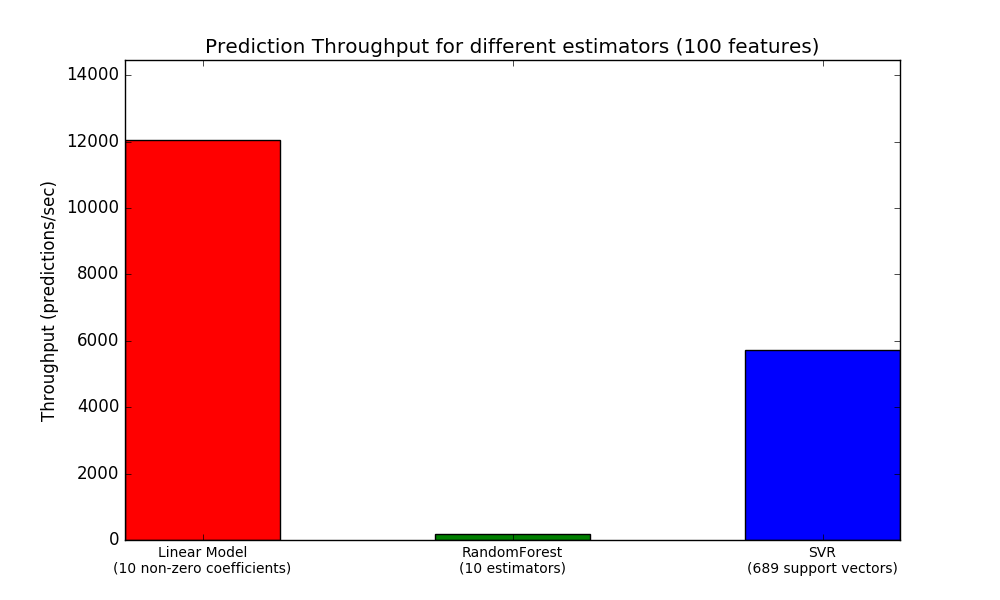 Prediction Throughput for different estimators (100 features)
Throughput (predictions/sec)
14000
12000
10000
8000
6000
4000
2000
0
Linear Model
(10 non-zero coefficients)
RandomForest
(10 estimators)
SVR
(689 support vectors)